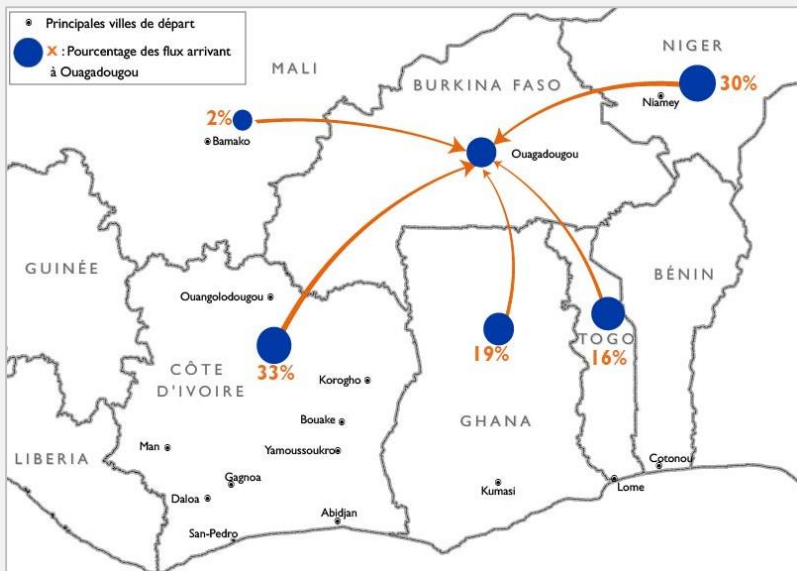 Principales villes de départ
x : Pourcentage des flux arrivant
à Ouagadougou
MALI
NIGER
BURKINA FASO
30%
Niamey
2%
Bamako
Ouagadougou
GUINÉE
BÉNIN
Ouangolodougou
TOGO
33%
19%
16%
CÔTE
D'IVOIRE
Korogho
GHANA
Bouake
LIBERIA
Man
Yamoussoukro
Cotonou
Gagnoa
Kumasi
Lome
Daloa
Abidjan
San-Pedro